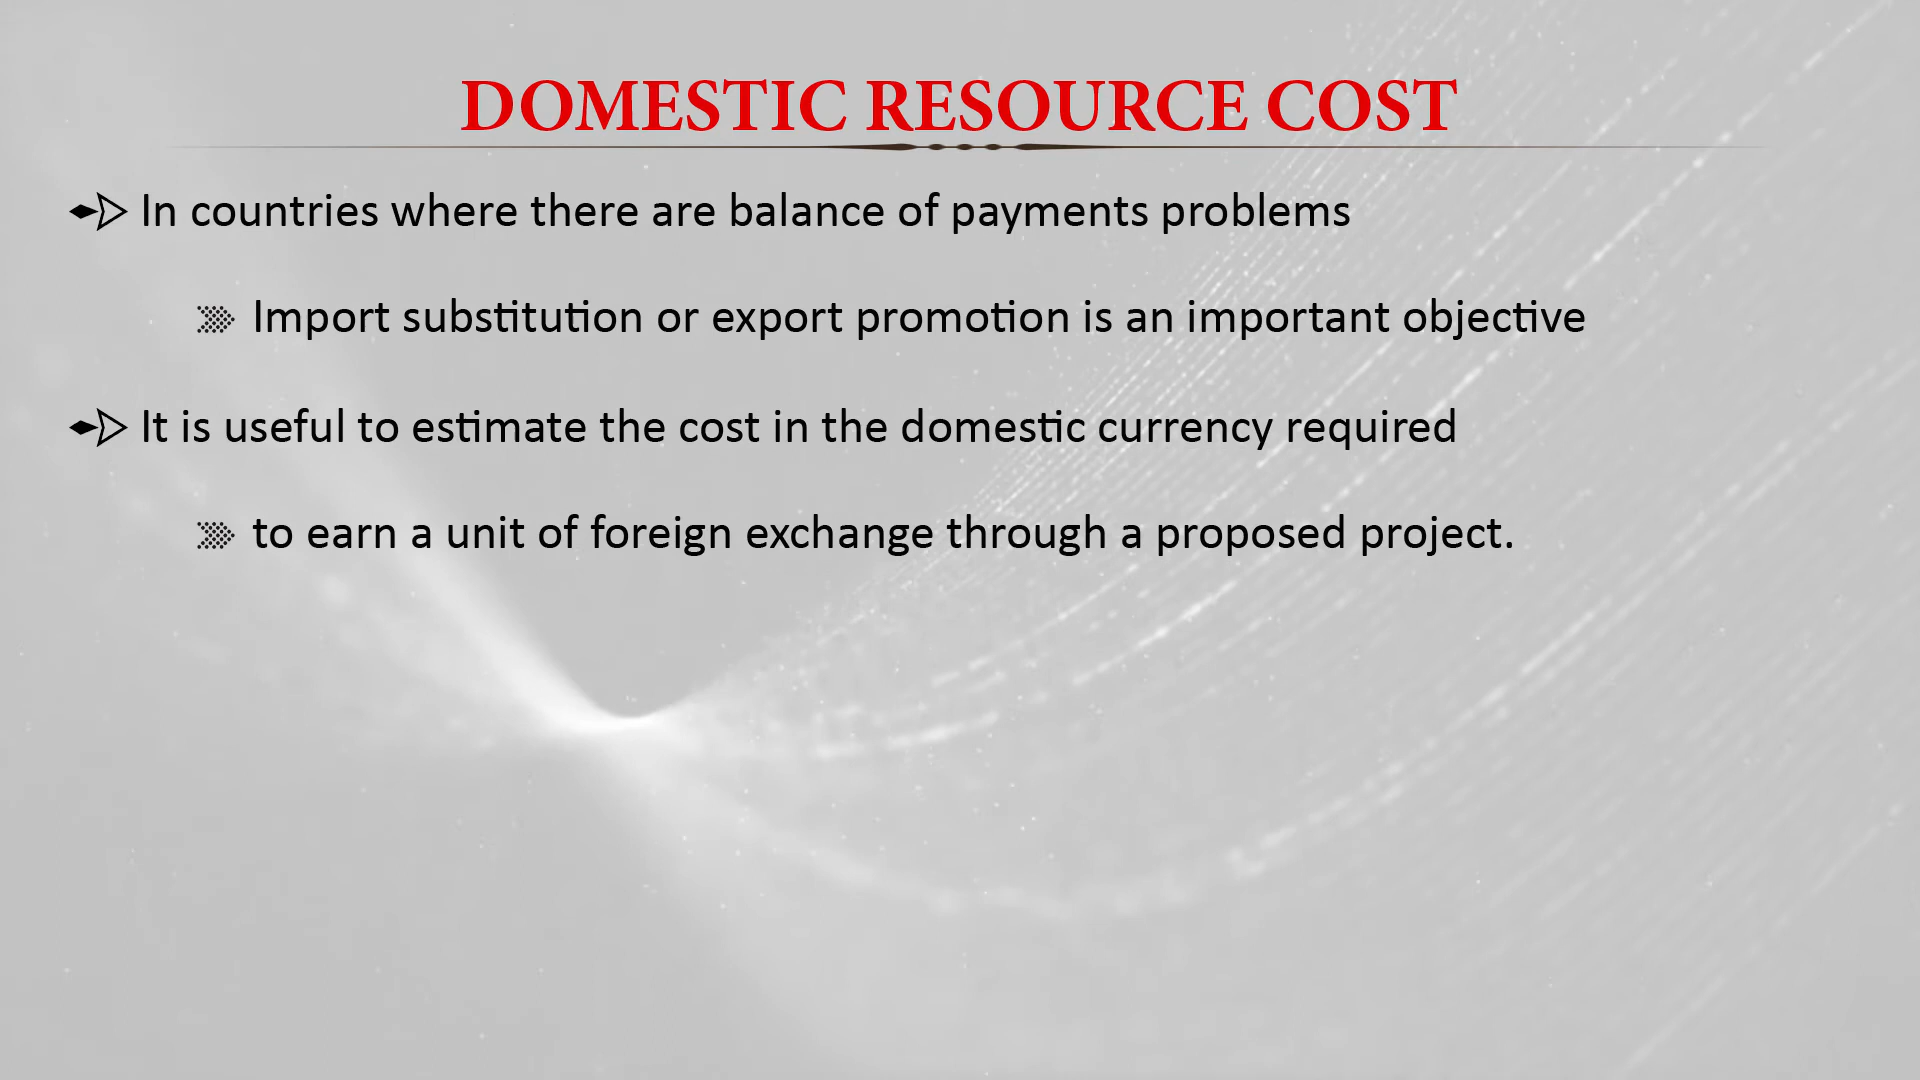 DOMESTIC RESOURCE COST
In countries where there are balance of payments problems
Import substitution or export promotion is an important objective
It is useful to estimate the cost in the domestic currency required
to earn a unit of foreign exchange through a proposed project.